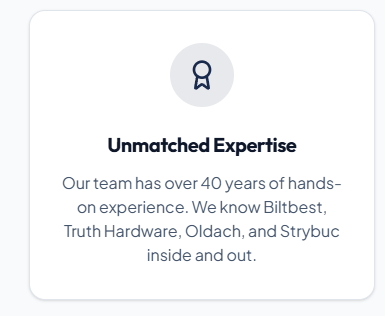 Unmatched Expertise
Our team has over 40 years of hands-
on experience. We know Biltbest,
Truth Hardware, Oldach, and Strybuc
inside and out.